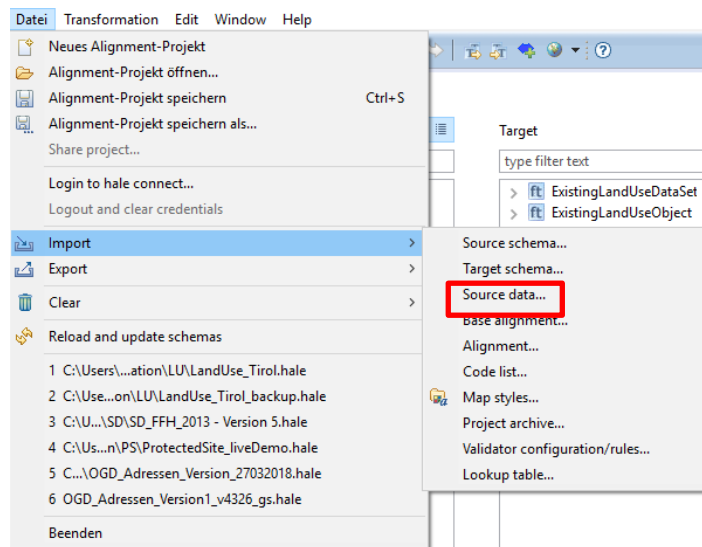 Datei Transformation Edit Window Help
Neues Alignment-Projekt
Alignment-Projekt öffnen...
Alignment-Projekt speichern Ctrl+S
Alignment-Projekt speichern als...
Share project...
Login to hale connect...
Logout and clear credentials
Import
Export
Clear
Reload and update schemas
1 C:\Users\...ation\LU\LandUse_Tirol.hale
2 C:\Use...on\LU\LandUse_Tirol_backup.hale
3 C:\U...\SD\SD_FFH_2013 - Version 5.hale
4 C:\Us...n\PS\ProtectedSite_liveDemo.hale
5 C...\OGD_Adressen_Version_27032018.hale
6 OGD_Adressen_Version1_v4326_gs.hale
Beenden
Target
type filter text
ft ExistingLandUseDataSet
ft ExistingLandUseObject
Source schema...
Target schema...
Source data...
Base alignment...
Alignment...
Code list...
Map styles...
Project archive...
Validator configuration/rules...
Lookup table...